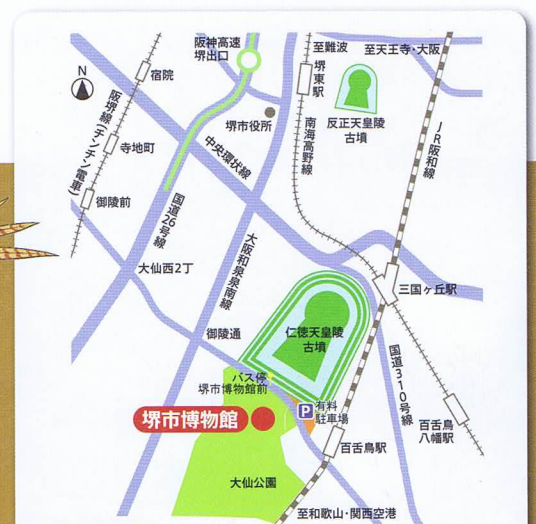 阪神高速
堺出口
至難波
至天王寺・大阪
N
宿院
堺東駅
反正天皇陵
古墳
堺市役所
JR阪和線
阪堺線(チンチン電車)
寺地町
中央環状線
南海高野線
御陵前
国道26号線
大阪和泉泉南線
大仙西2丁
三国ヶ丘駅
仁徳天皇陵
古墳
御陵通
バス停
堺市博物館前
国道310号線
P
有料
駐車場
堺市博物館
百舌鳥
八幡駅
百舌鳥駅
大仙公園
至和歌山・関西空港